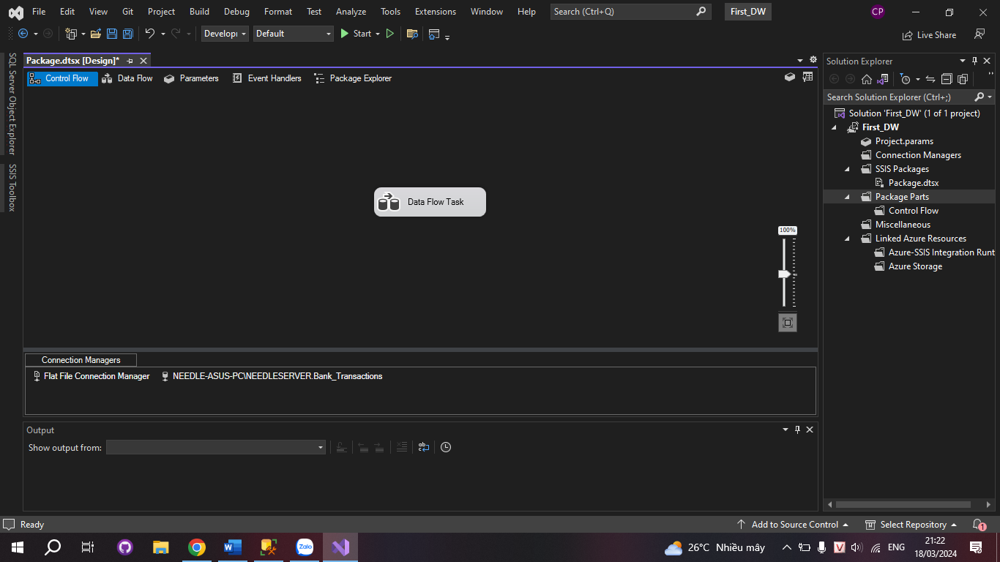 File Edit View Git Project Build Debug Format Test Analyze Tools Extensions Window Help Search (Ctrl+Q) First_DW CP
Develop Default Start Live Share
SQL Server Object Explorer
SSIS Toolbox
Package.dtsx [Design]*
Control Flow Data Flow Parameters Event Handlers Package Explorer
Data Flow Task
100%
Connection Managers
Flat File Connection Manager NEEDLE-ASUS-PC\NEEDLESERVER.Bank_Transactions
Output
Show output from:
Solution Explorer
Search Solution Explorer (Ctrl+;)
Solution 'First_DW' (1 of 1 project)
First_DW
Project.params
Connection Managers
SSIS Packages
Package.dtsx
Package Parts
Control Flow
Miscellaneous
Linked Azure Resources
Azure-SSIS Integration Runt
Azure Storage
Ready Add to Source Control Select Repository 1
Zalo 26°C Nhiều mây V ENG 21:22
18/03/2024